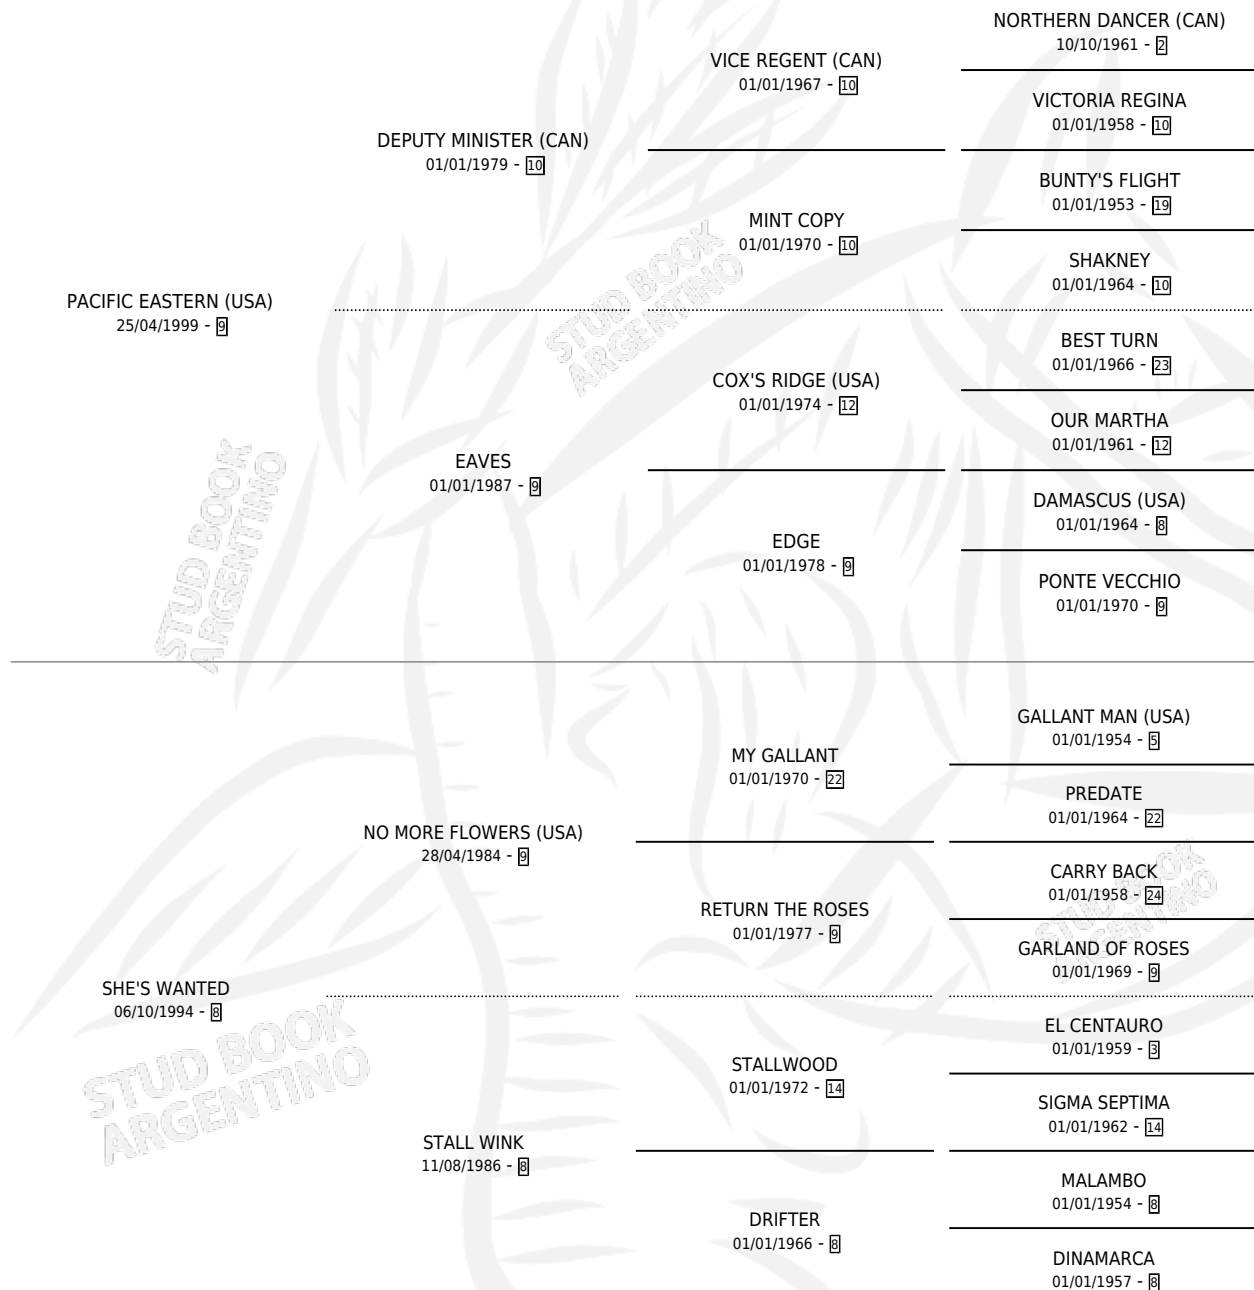 NORTHERN DANCER (CAN)
10/10/1961 - 2
VICE REGENT (CAN)
01/01/1967 - 10
VICTORIA REGINA
01/01/1958 - 10
DEPUTY MINISTER (CAN)
01/01/1979 - 10
BUNTY'S FLIGHT
01/01/1953 - 19
MINT COPY
01/01/1970 - 10
SHAKNEY
01/01/1964 - 10
PACIFIC EASTERN (USA)
25/04/1999 - 9
BEST TURN
01/01/1966 - 23
COX'S RIDGE (USA)
01/01/1974 - 12
OUR MARTHA
01/01/1961 - 12
EAVES
01/01/1987 - 9
DAMASCUS (USA)
01/01/1964 - 8
EDGE
01/01/1978 - 9
PONTE VECCHIO
01/01/1970 - 9
GALLANT MAN (USA)
01/01/1954 - 5
MY GALLANT
01/01/1970 - 22
PREDATE
01/01/1964 - 22
NO MORE FLOWERS (USA)
28/04/1984 - 9
CARRY BACK
01/01/1958 - 24
RETURN THE ROSES
01/01/1977 - 9
GARLAND OF ROSES
01/01/1969 - 9
SHE'S WANTED
06/10/1994 - 8
EL CENTAURO
01/01/1959 - 3
STALLWOOD
01/01/1972 - 14
SIGMA SEPTIMA
01/01/1962 - 14
STALL WINK
11/08/1986 - 8
MALAMBO
01/01/1954 - 8
DRIFTER
01/01/1966 - 8
DINAMARCA
01/01/1957 - 8
STUD BOOK
ARGENTINO
STUD BOOK
ARGENTINO
STUD BOOK
ARGENTINO
STUD BOOK
ARGENTINO